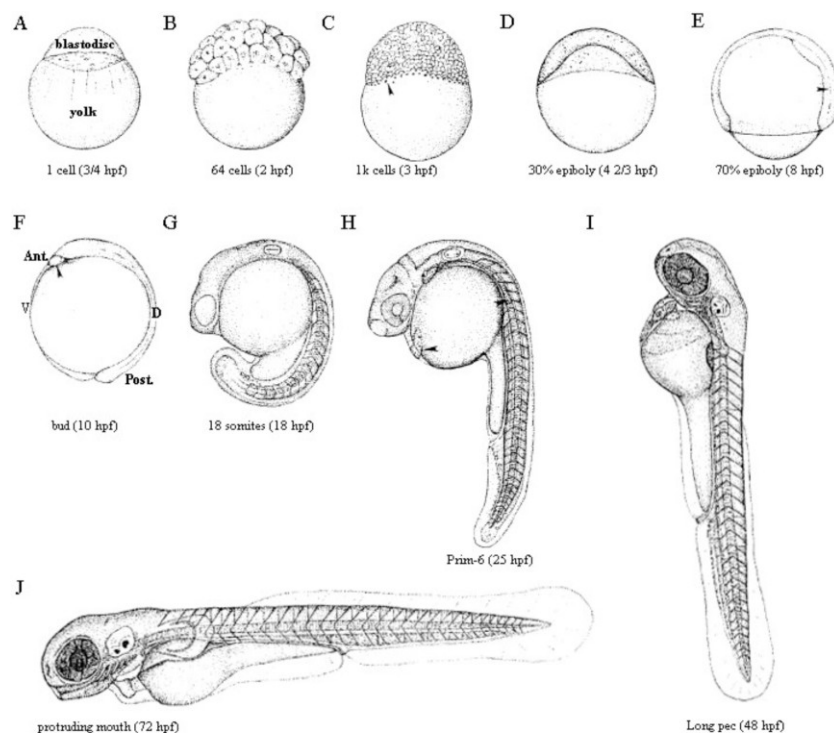 A
blastodisc
yolk
1 cell (3/4 hpf)
B
64 cells (2 hpf)
C
1k cells (3 hpf)
D
30% epiboly (4 2/3 hpf)
E
70% epiboly (8 hpf)
F
Ant.
V
D
Post.
bud (10 hpf)
G
18 somites (18 hpf)
H
Prim-6 (25 hpf)
I
Long pec (48 hpf)
J
protruding mouth (72 hpf)